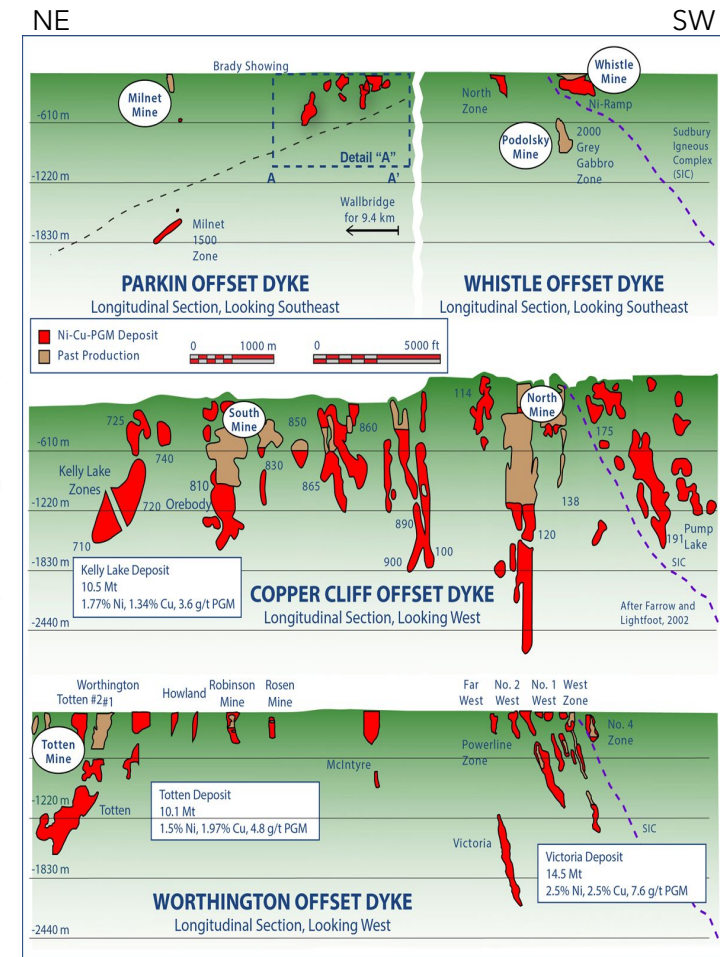 NE
SW
Brady Showing
Milnet
Mine
-610 m
Detail "A"
A
A'
-1220 m
Wallbridge
for 9.4 km
Milnet
1500
Zone
-1830 m
PARKIN OFFSET DYKE
Longitudinal Section, Looking Southeast
Whistle
Mine
North
Zone
Ni-Ramp
Podolsky
Mine
2000
Grey
Gabbro
Zone
Sudbury
Igneous
Complex
(SIC)
WHISTLE OFFSET DYKE
Longitudinal Section, Looking Southeast
Ni-Cu-PGM Deposit
Past Production
0
1000 m
0
5000 ft
725
South
Mine
850
860
114
North
Mine
175
-610 m
740
830
Kelly Lake
Zones
810
865
720
Orebody
138
-1220 m
890
120
191
Pump
Lake
710
900
100
-1830 m
SIC
Kelly Lake Deposit
10.5 Mt
1.77% Ni, 1.34% Cu, 3.6 g/t PGM
COPPER CLIFF OFFSET DYKE
Longitudinal Section, Looking West
After Farrow and
Lightfoot, 2002
-2440 m
Worthington
Totten #2
#1
Howland
Robinson
Mine
Rosen
Mine
Far
West
No. 2
West
No. 1
West
West
Zone
Totten
Mine
No. 4
Zone
Powerline
Zone
McIntyre
-1220 m
Totten
Totten Deposit
10.1 Mt
1.5% Ni, 1.97% Cu, 4.8 g/t PGM
SIC
Victoria
Victoria Deposit
14.5 Mt
2.5% Ni, 2.5% Cu, 7.6 g/t PGM
-1830 m
WORTHINGTON OFFSET DYKE
Longitudinal Section, Looking West
-2440 m